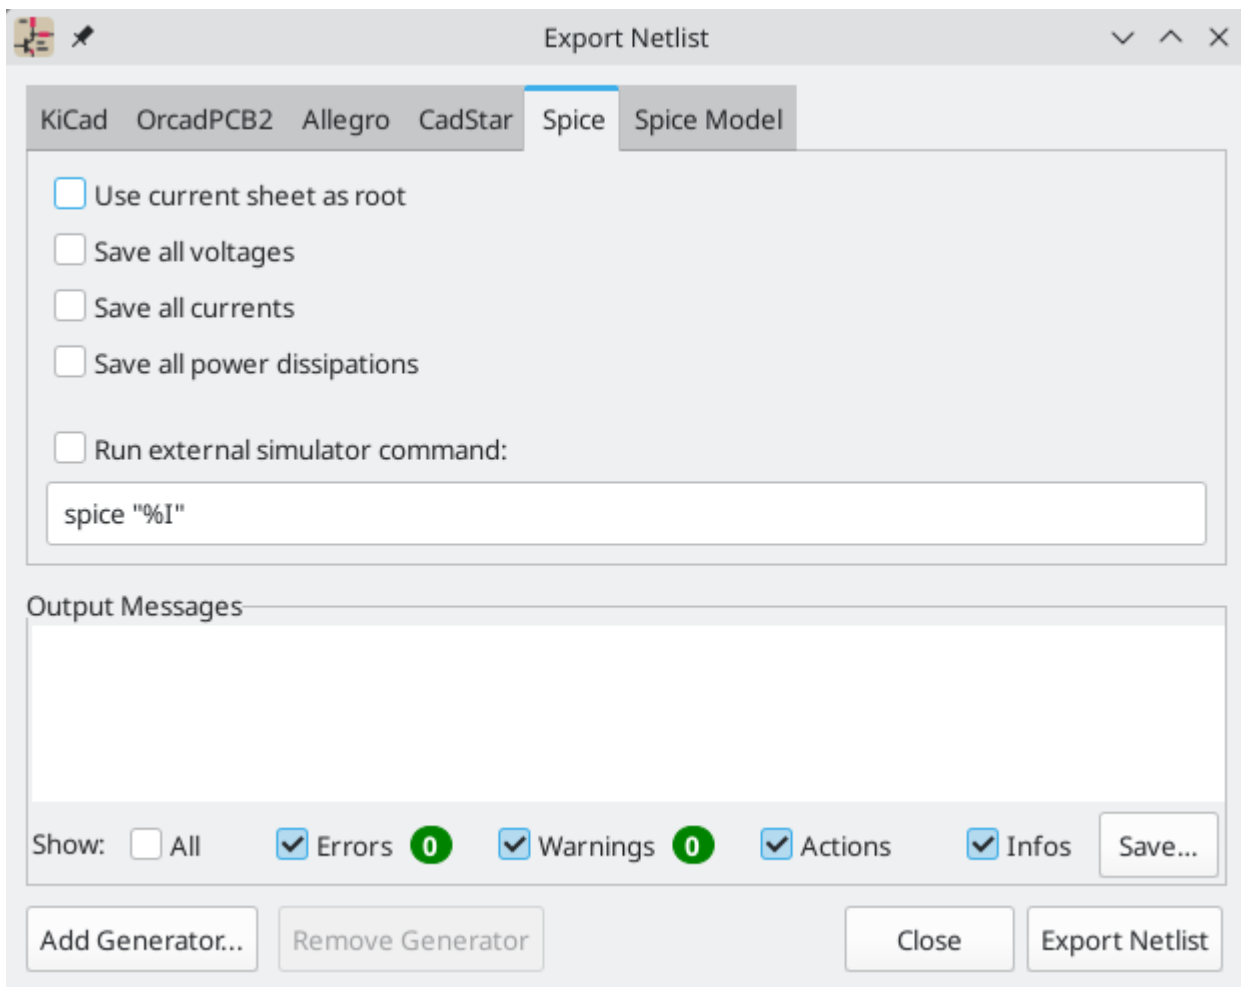 Export Netlist
KiCad OrcadPCB2 Allegro CadStar Spice Spice Model
Use current sheet as root
Save all voltages
Save all currents
Save all power dissipations
Run external simulator command:
spice "%I"
Output Messages
Show: All Errors 0 Warnings 0 Actions Infos Save...
Add Generator... Remove Generator Close Export Netlist